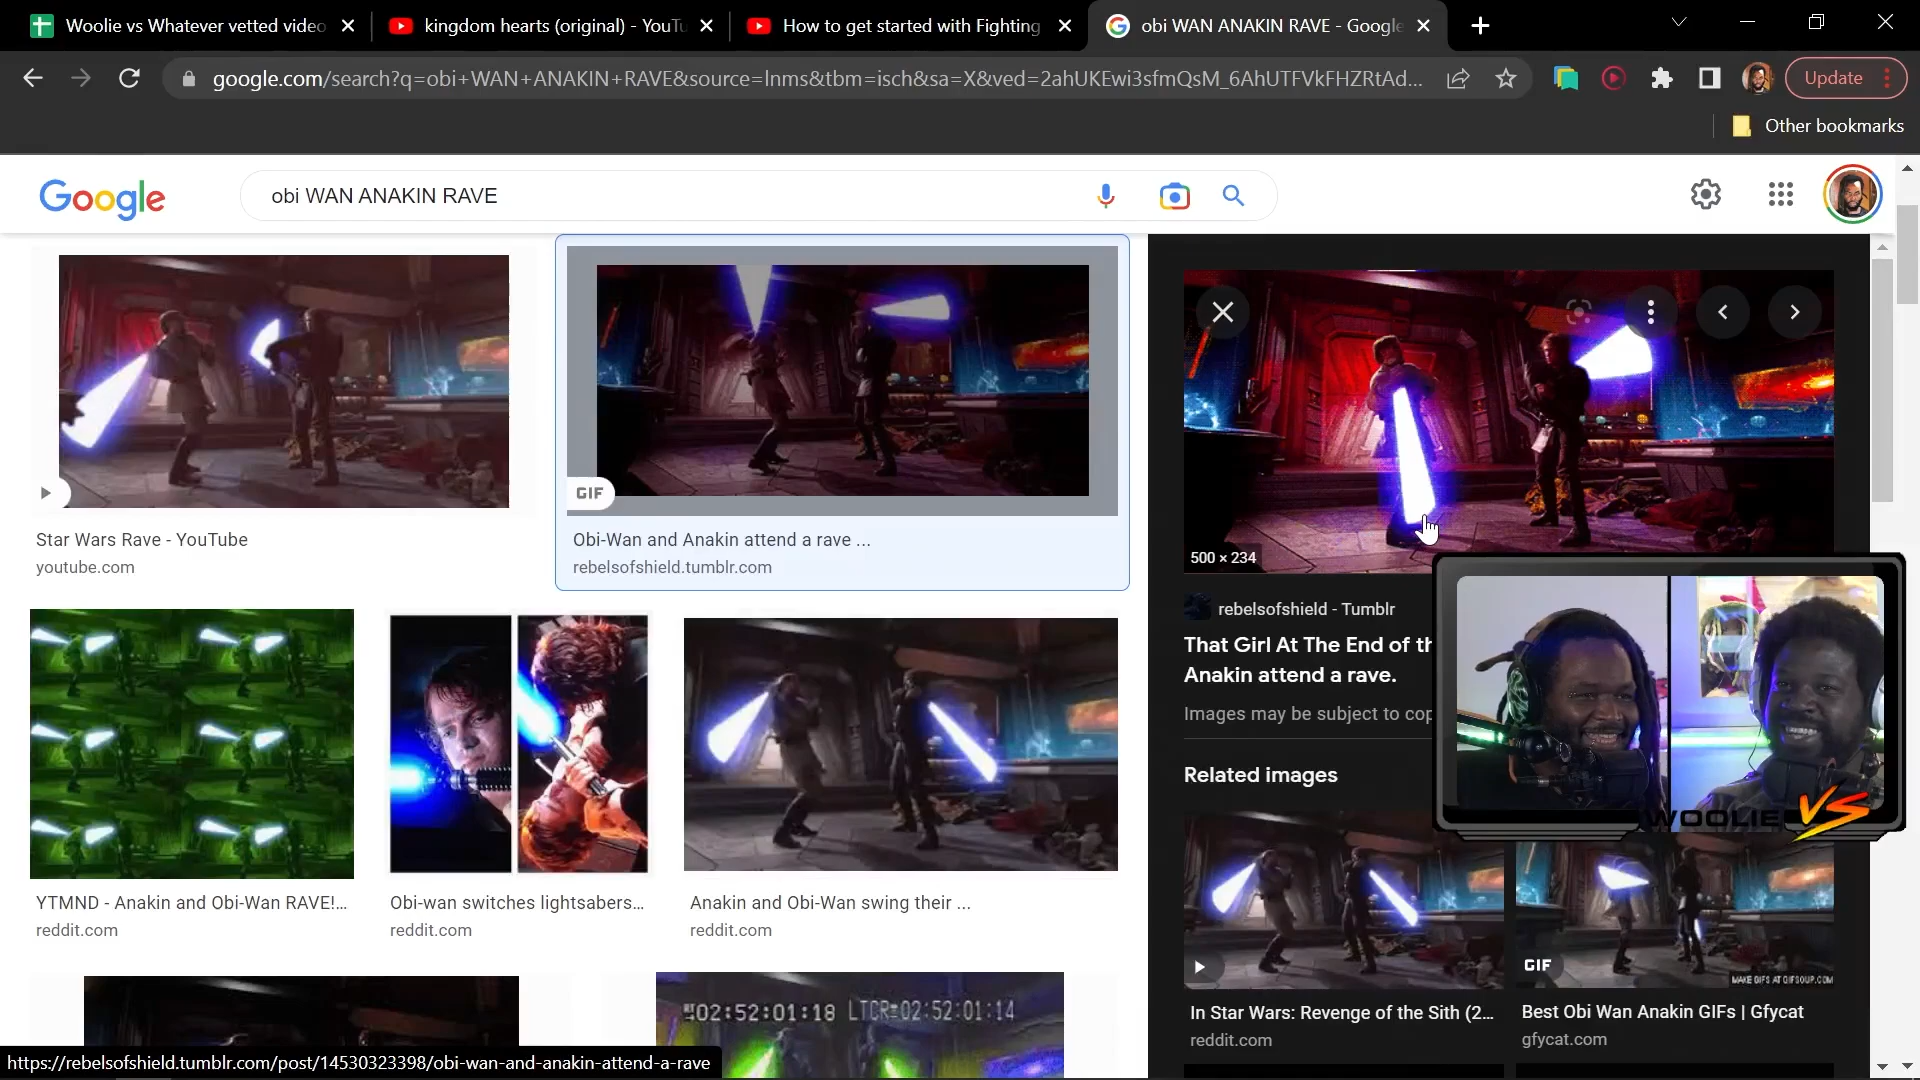 Woolie vs Whatever vetted video
kingdom hearts (original) - YouTu
How to get started with Fighting
obi WAN ANAKIN RAVE - Google
google.com/search?q=obi+WAN+ANAKIN+RAVE&source=lnms&tbm=isch&sa=X&ved=2ahUKEwi3sfmQsM_6AhUTFVkFHZRtAd...
Update
Other bookmarks
Google
obi WAN ANAKIN RAVE
GIF
500 × 234
Star Wars Rave - YouTube
youtube.com
Obi-Wan and Anakin attend a rave ...
rebelsofshield.tumblr.com
rebelsofshield - Tumblr
That Girl At The End of th
Anakin attend a rave.
Images may be subject to cop
Related images
WOOLIE VS
YTMND - Anakin and Obi-Wan RAVE!...
reddit.com
Obi-wan switches lightsabers...
reddit.com
Anakin and Obi-Wan swing their ...
reddit.com
GIF
MAKE GIFS AT GIFSOUP.COM
In Star Wars: Revenge of the Sith (2...
reddit.com
Best Obi Wan Anakin GIFs | Gfycat
gfycat.com
02:52:01:18 LTCR=02:52:01:14
https://rebelsofshield.tumblr.com/post/14530323398/obi-wan-and-anakin-attend-a-rave